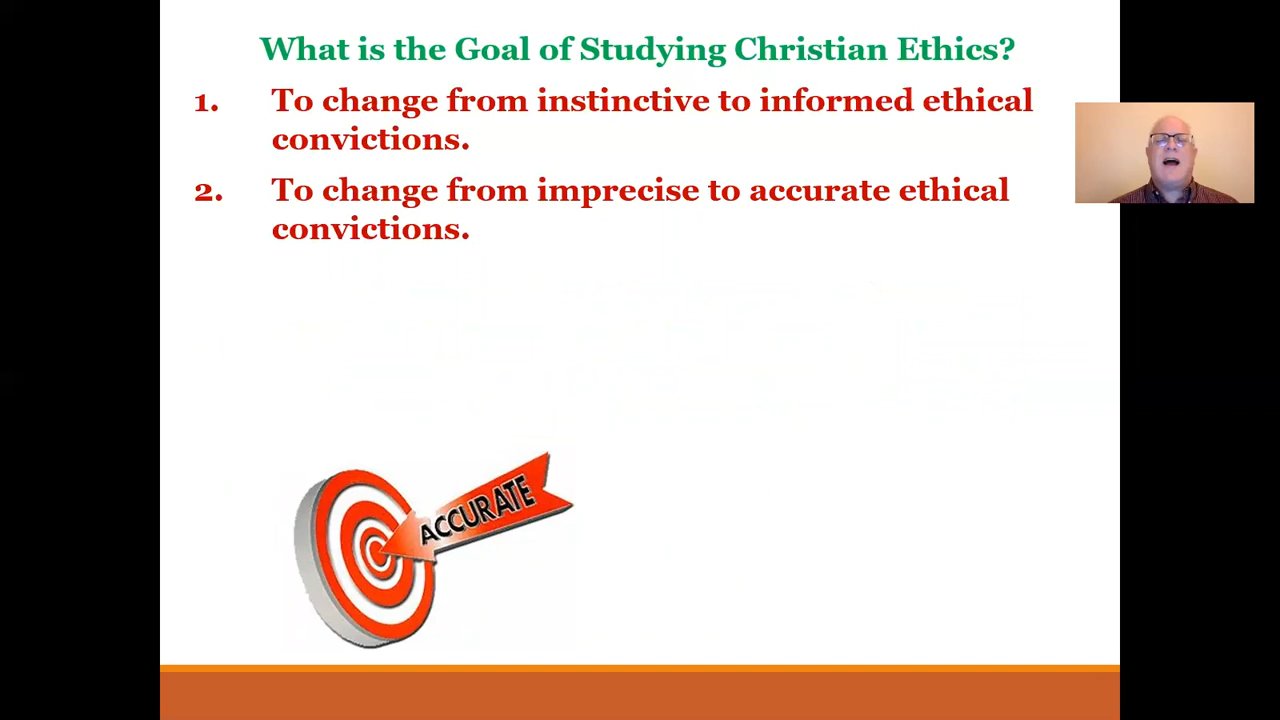 What is the Goal of Studying Christian Ethics?
1. To change from instinctive to informed ethical
convictions.
2. To change from imprecise to accurate ethical
convictions.
ACCURATE